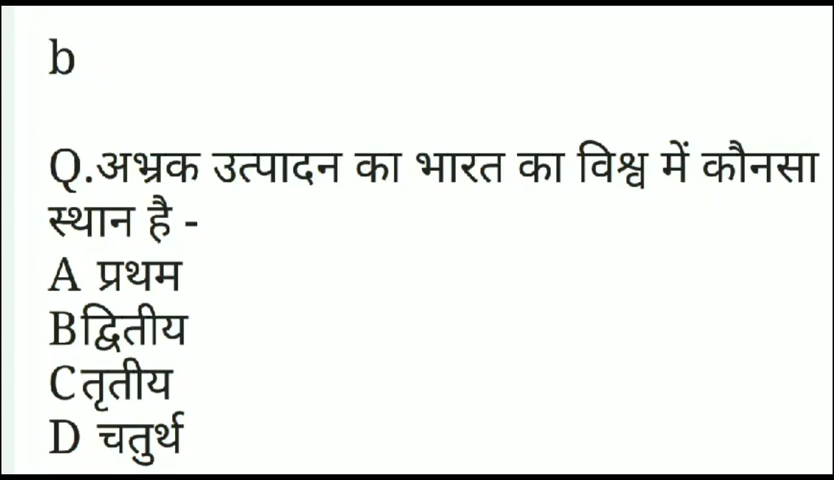 b
Q.अभ्रक उत्पादन का भारत का विश्व में कौनसा
स्थान है -
A प्रथम
Bद्वितीय
Cतृतीय
D चतुर्थ